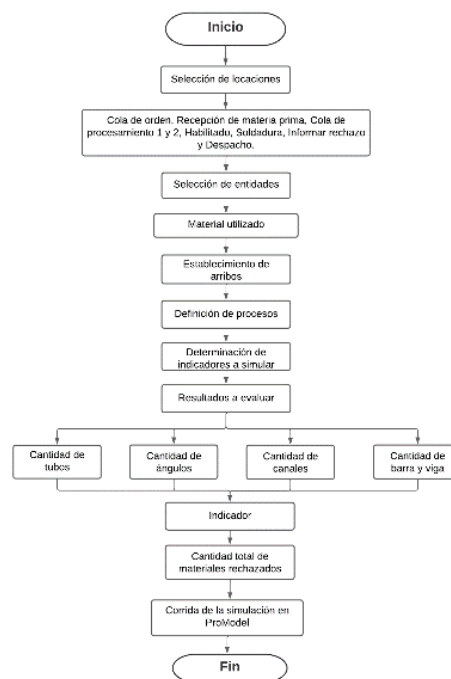 Inicio
Selección de locaciones
Cola de orden. Recepción de materia prima, Cola de
procesamiento 1 y 2, Habilitado, Soldadura, Informar rechazo
y Despacho.
Selección de entidades
Material utilizado
Establecimiento de
arribos
Definición de procesos
Determinación de
indicadores a simular
Resultados a evaluar
Cantidad de
tubos
Cantidad de
ángulos
Cantidad de
canales
Cantidad de
barra y viga
Indicador
Cantidad total de
materiales rechazados
Corrida de la simulación en
ProModel
Fin